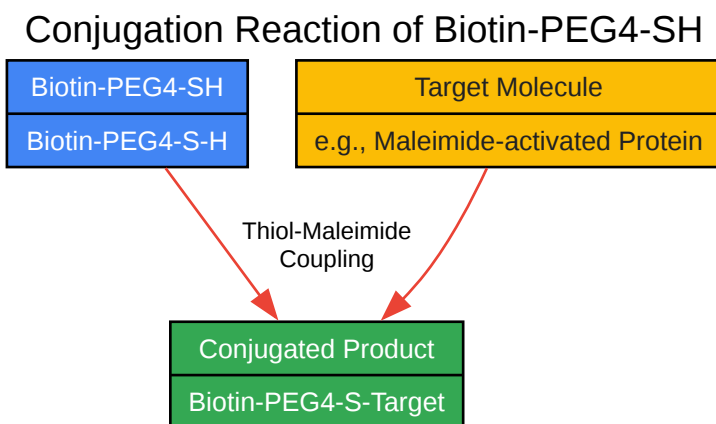 Conjugation Reaction of Biotin-PEG4-SH
Biotin-PEG4-SH
Biotin-PEG4-S-H
Target Molecule
e.g., Maleimide-activated Protein
Thiol-Maleimide
Coupling
Conjugated Product
Biotin-PEG4-S-Target